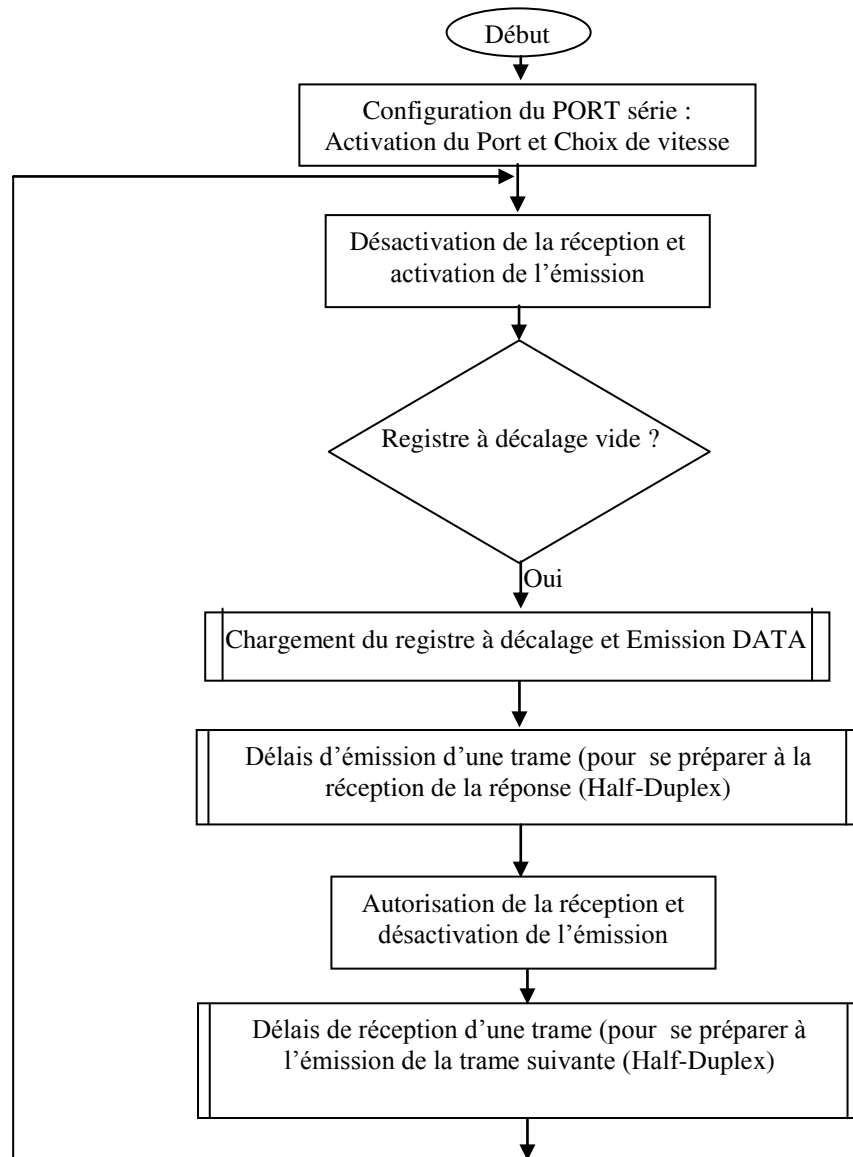 Début
Configuration du PORT série :
Activation du Port et Choix de vitesse
Désactivation de la réception et
activation de l’émission
Registre à décalage vide ?
Oui
Chargement du registre à décalage et Emission DATA
Délais d’émission d’une trame (pour se préparer à la
réception de la réponse (Half-Duplex)
Autorisation de la réception et
désactivation de l’émission
Délais de réception d’une trame (pour se préparer à
l’émission de la trame suivante (Half-Duplex)